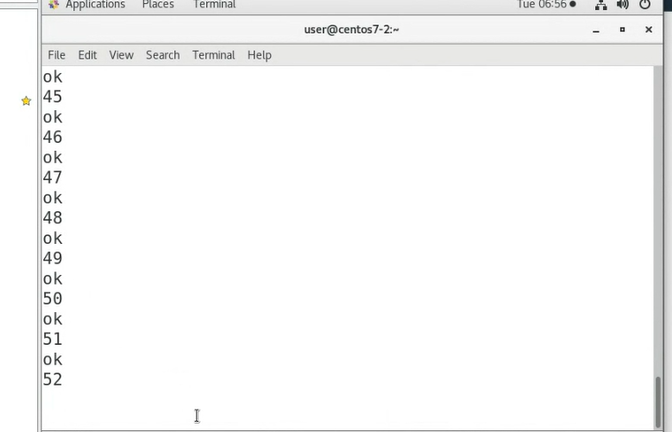 Applications Places Terminal Tue 06:56
user@centos7-2:~
File Edit View Search Terminal Help
ok
45
ok
46
ok
47
ok
48
ok
49
ok
50
ok
51
ok
52